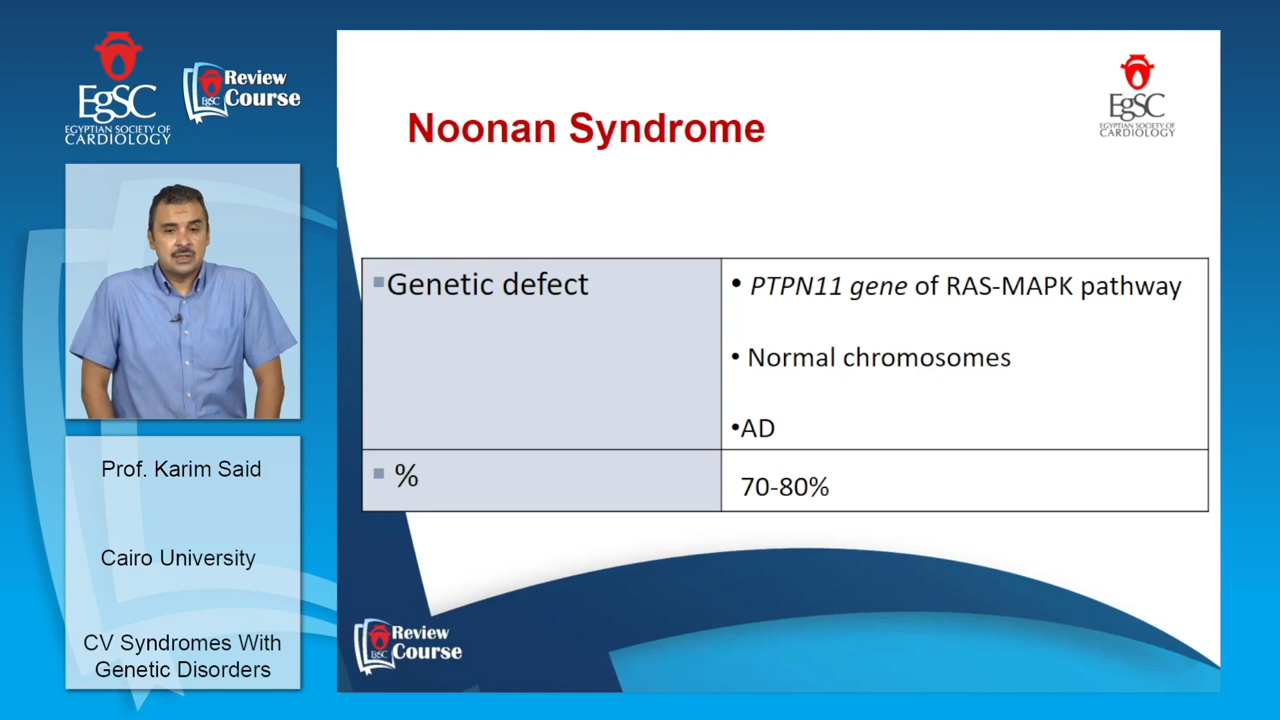 EgSC
EGYPTIAN SOCIETY OF
CARDIOLOGY
Review
EgSC Course
Prof. Karim Said
Cairo University
CV Syndromes With
Genetic Disorders
EgSC
EGYPTIAN SOCIETY OF
CARDIOLOGY
Noonan Syndrome
▪Genetic defect
• PTPN11 gene of RAS-MAPK pathway
• Normal chromosomes
•AD
▪ %
70-80%
Review
EgSC Course